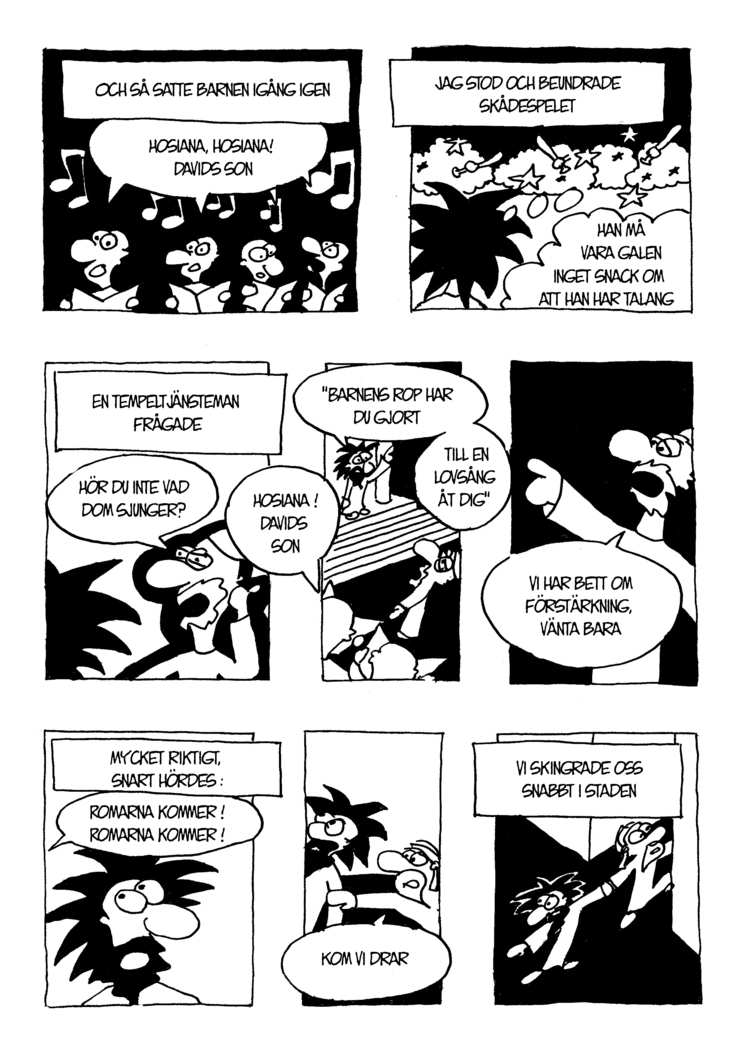 OCH SÅ SATTE BARNEN IGÅNG IGEN
HOSIANA, HOSIANA!
DAVIDS SON
JAG STOD OCH BEUNDRADE
SKÅDESPELET
HAN MÅ
VARA GALEN
INGET SNACK OM
ATT HAN HAR TALANG
EN TEMPELTJÄNSTEMAN
FRÅGADE
HÖR DU INTE VAD
DOM SJUNGER?
HOSIANA !
DAVIDS
SON
"BARNENS ROP HAR
DU GJORT
TILL EN
LOVSÅNG
ÅT DIG"
VI HAR BETT OM
FÖRSTÄRKNING,
VÄNTA BARA
MYCKET RIKTIGT,
SNART HÖRDES :
ROMARNA KOMMER !
ROMARNA KOMMER !
KOM VI DRAR
VI SKINGRADE OSS
SNABBT I STADEN